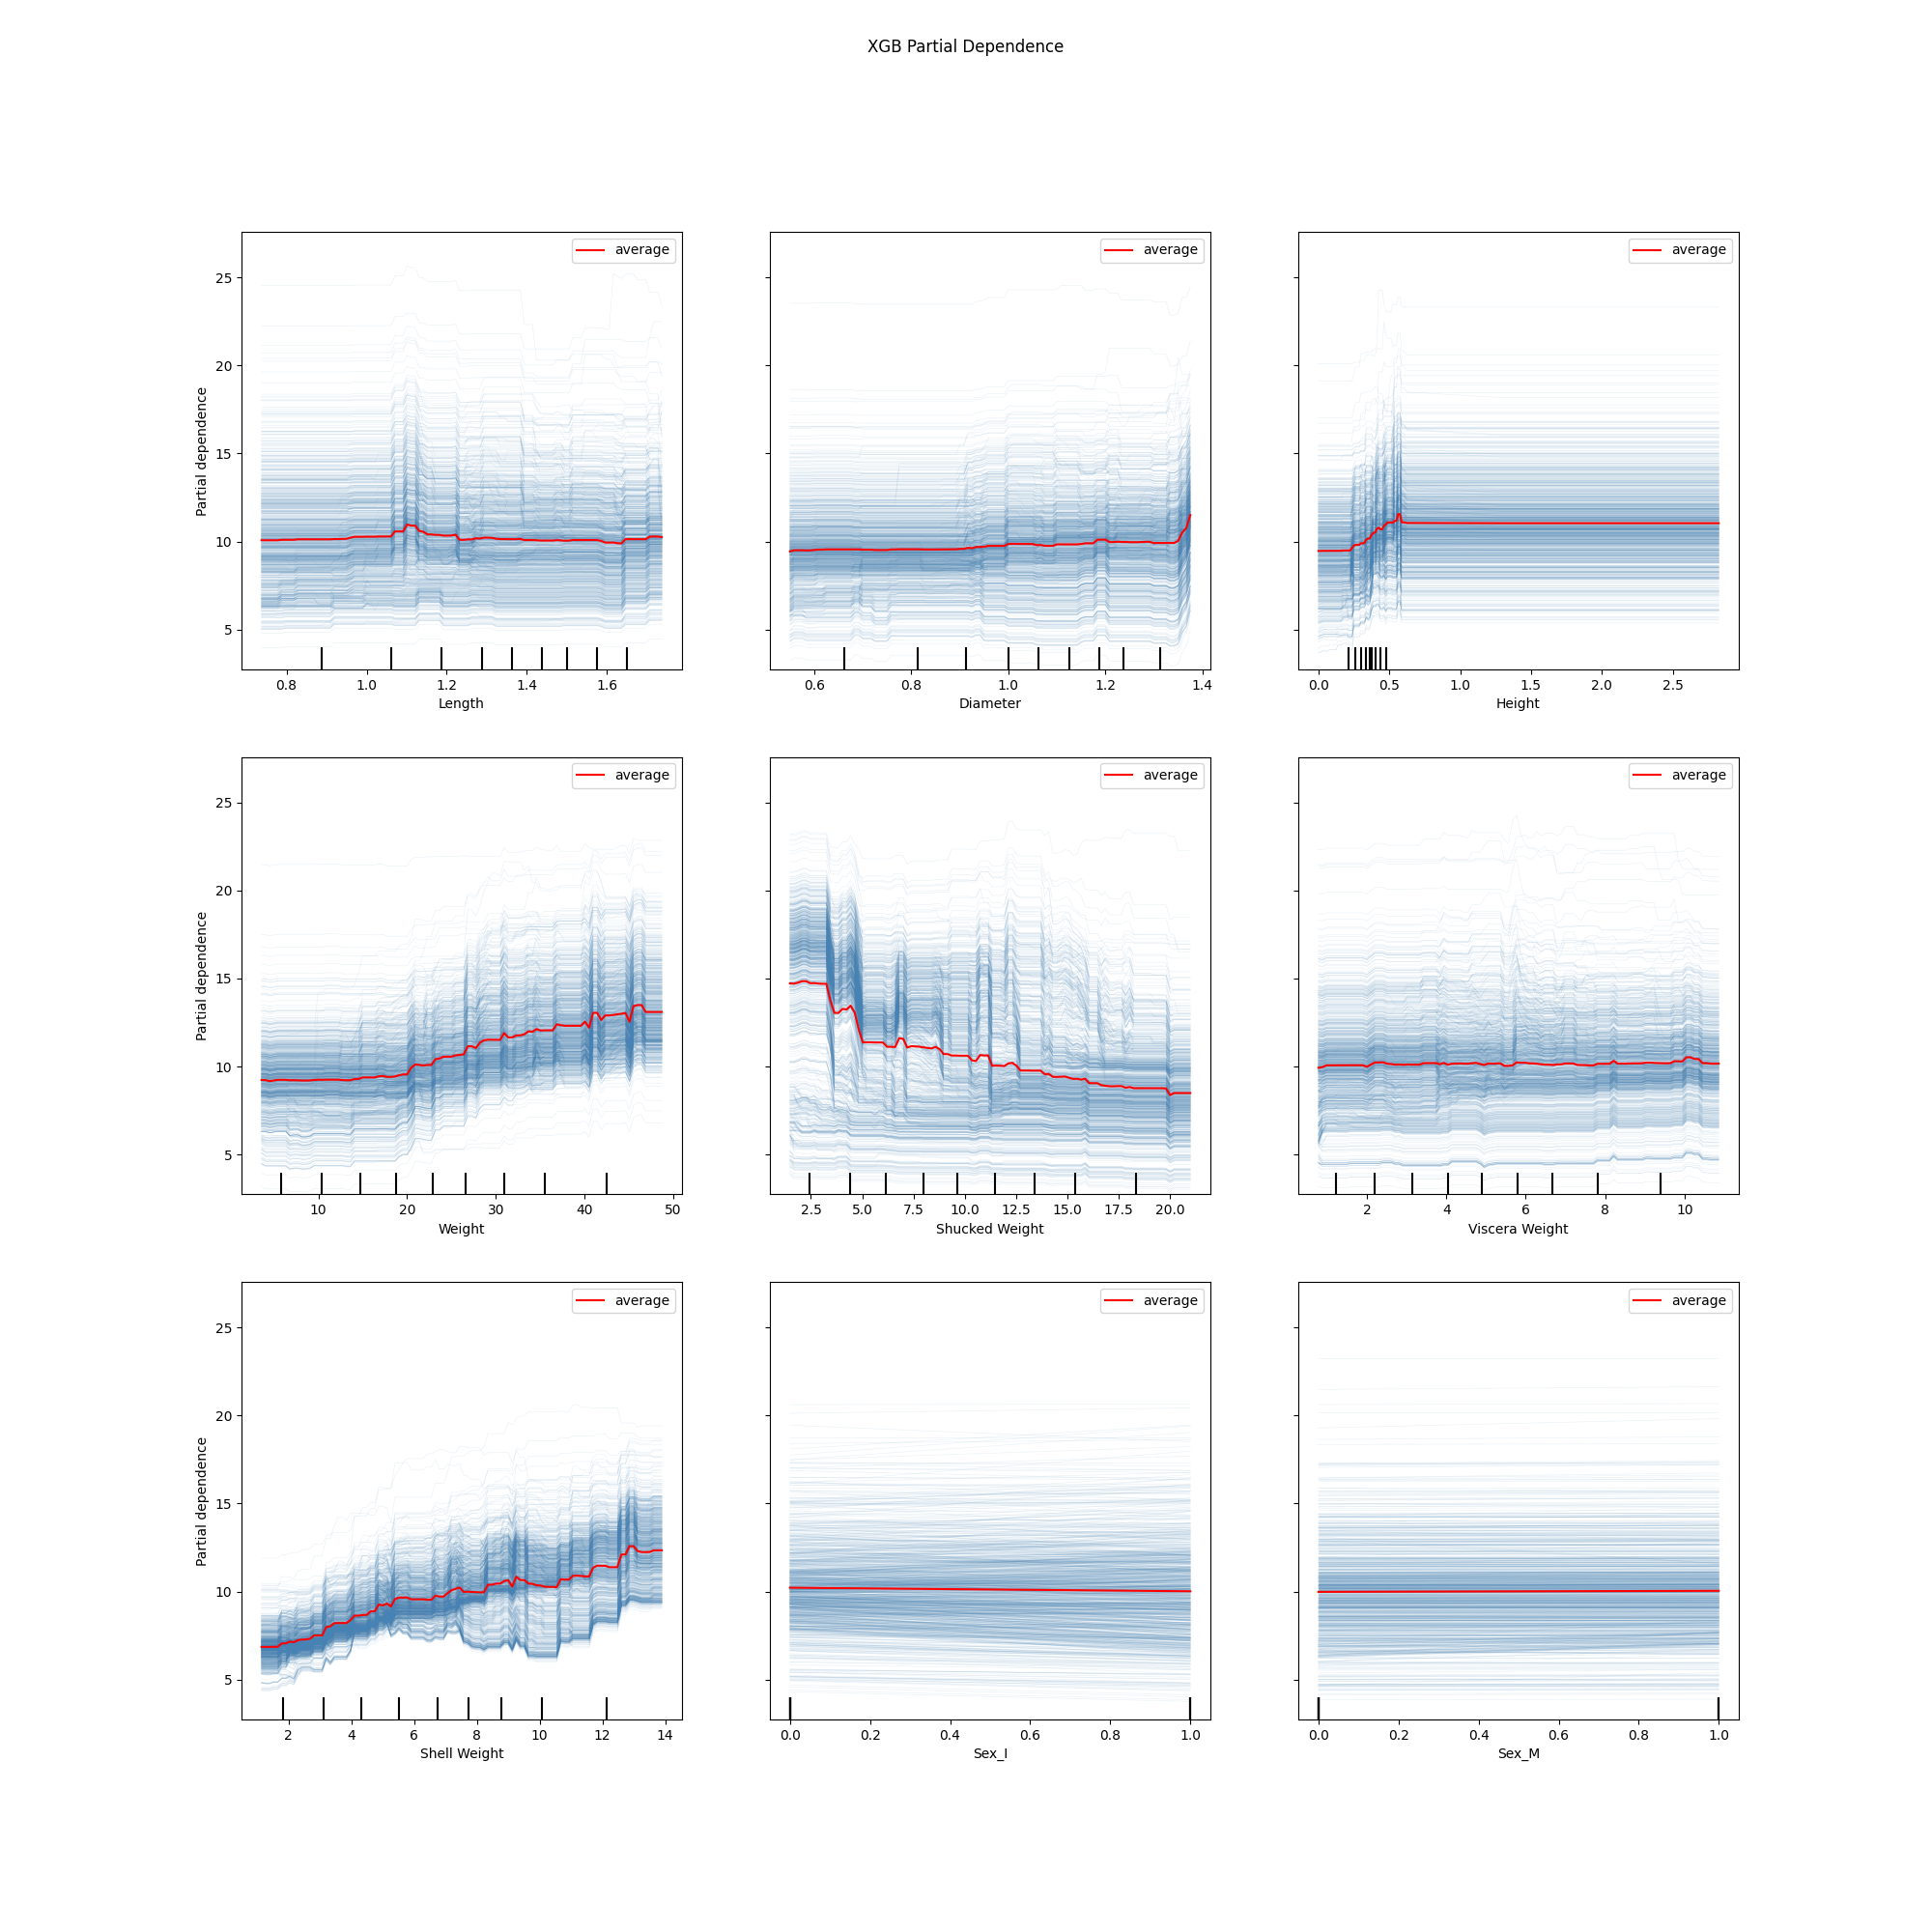 XGB Partial Dependence
average
average
average
Partial dependence
25
20
15
10
5
0.8 1.0 1.2 1.4 1.6
0.6 0.8 1.0 1.2 1.4
0.0 0.5 1.0 1.5 2.0 2.5
Length
Diameter
Height
average
average
average
Partial dependence
25
20
15
10
5
10 20 30 40 50
2.5 5.0 7.5 10.0 12.5 15.0 17.5 20.0
2 4 6 8 10
Weight
Shucked Weight
Viscera Weight
average
average
average
Partial dependence
25
20
15
10
5
2 4 6 8 10 12 14
0.0 0.2 0.4 0.6 0.8 1.0
0.0 0.2 0.4 0.6 0.8 1.0
Shell Weight
Sex_I
Sex_M